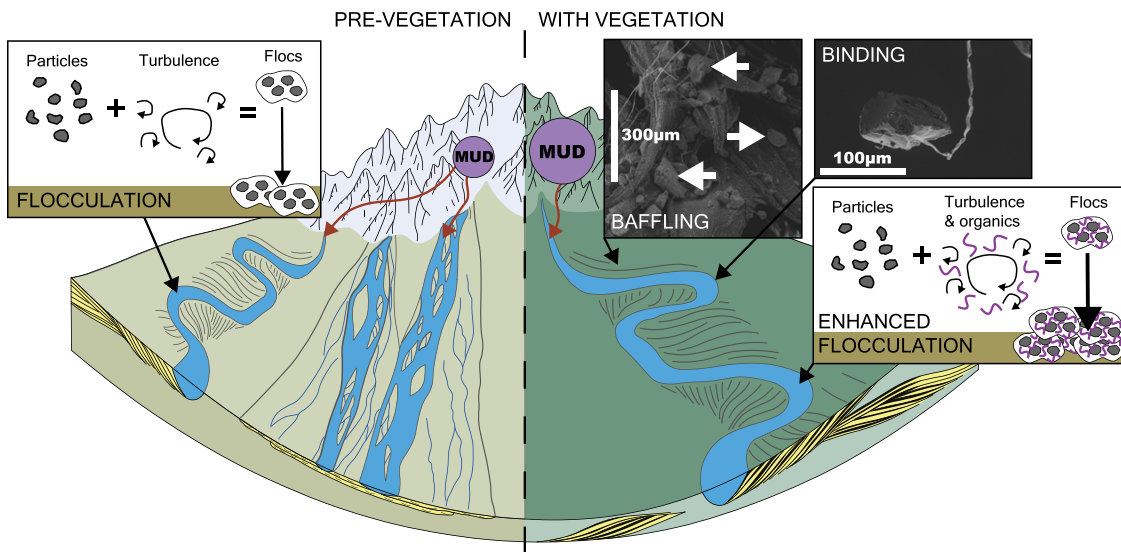 PRE-VEGETATION
WITH VEGETATION
Particles
Turbulence
Flocs
+
=
FLOCCULATION
MUD
MUD
300µm
BAFFLING
BINDING
100µm
Particles
Turbulence
& organics
Flocs
+
=
ENHANCED
FLOCCULATION